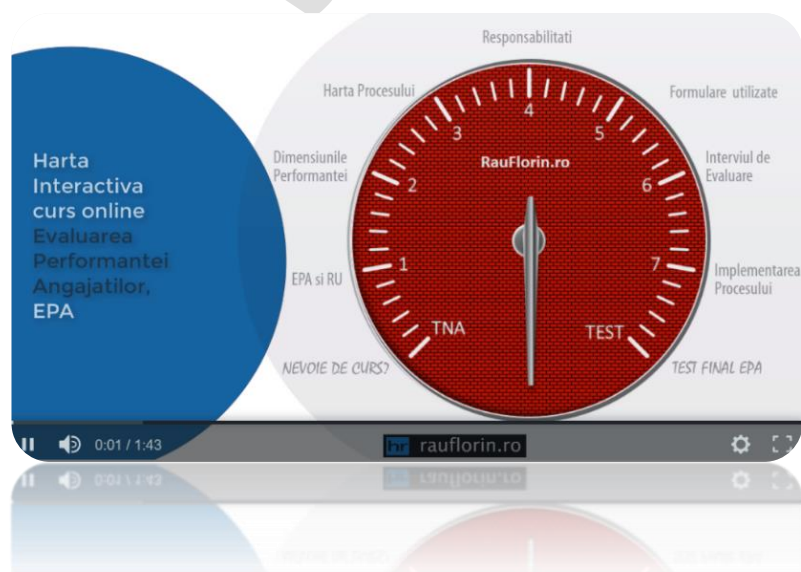 Harta
Interactiva
curs online
Evaluarea
Performantei
Angajatilor,
EPA
Responsabilitati
Harta Procesului
Formulare utilizate
Dimensiunile
Performantei
Interviul de
Evaluare
EPA si RU
Implementarea
Procesului
NEVOIE DE CURS?
TEST FINAL EPA
RauFlorin.ro
TNA
1
2
3
4
5
6
7
TEST
0:01 / 1:43
hr rauflorin.ro